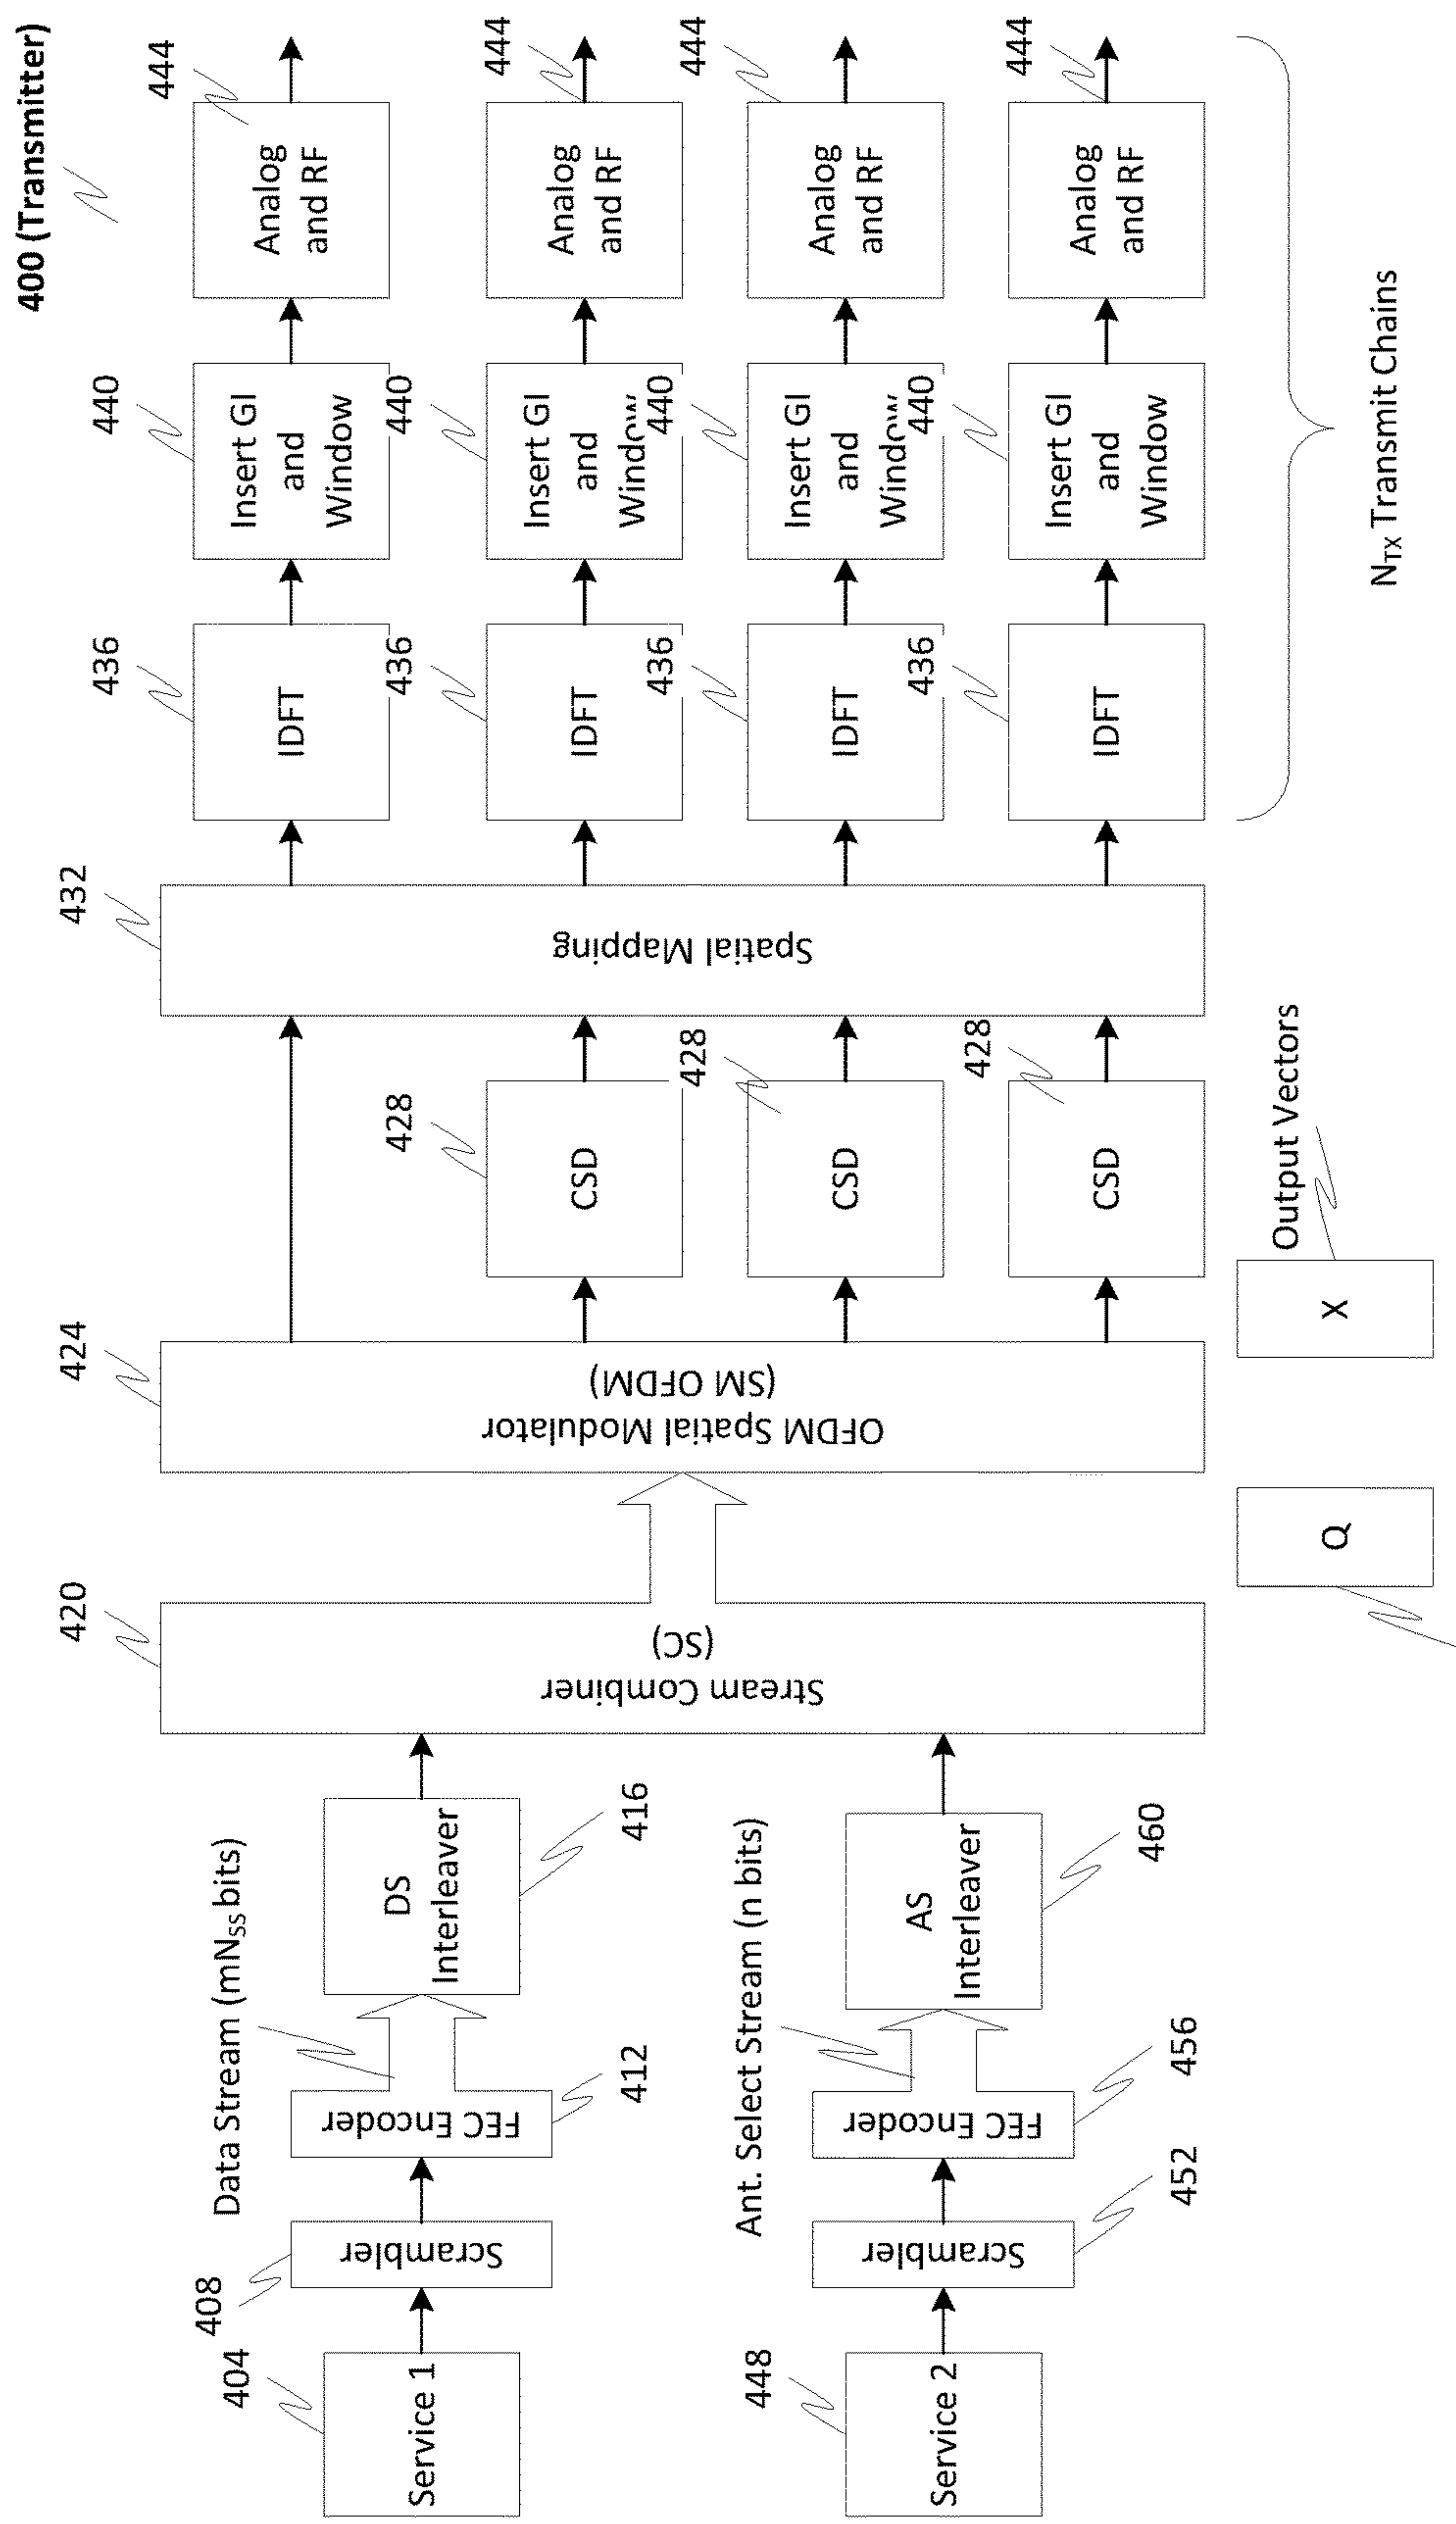 400 (Transmitter)
404
Service 1
408
Scrambler
FEC Encoder
412
Data Stream (mNSS bits)
DS
Interleaver
416
448
Service 2
Scrambler
452
FEC Encoder
456
Ant. Select Stream (n bits)
AS
Interleaver
460
420
Stream Combiner
(SC)
424
OFDM Spatial Modulator
(SM OFDM)
Q
X
Output Vectors
428
CSD
428
CSD
428
CSD
432
Spatial Mapping
436
IDFT
440
Insert GI
and
Window
444
Analog
and RF
436
IDFT
440
Insert GI
and
Window
444
Analog
and RF
436
IDFT
440
Insert GI
and
Window
444
Analog
and RF
436
IDFT
440
Insert GI
and
Window
444
Analog
and RF
NTX Transmit Chains